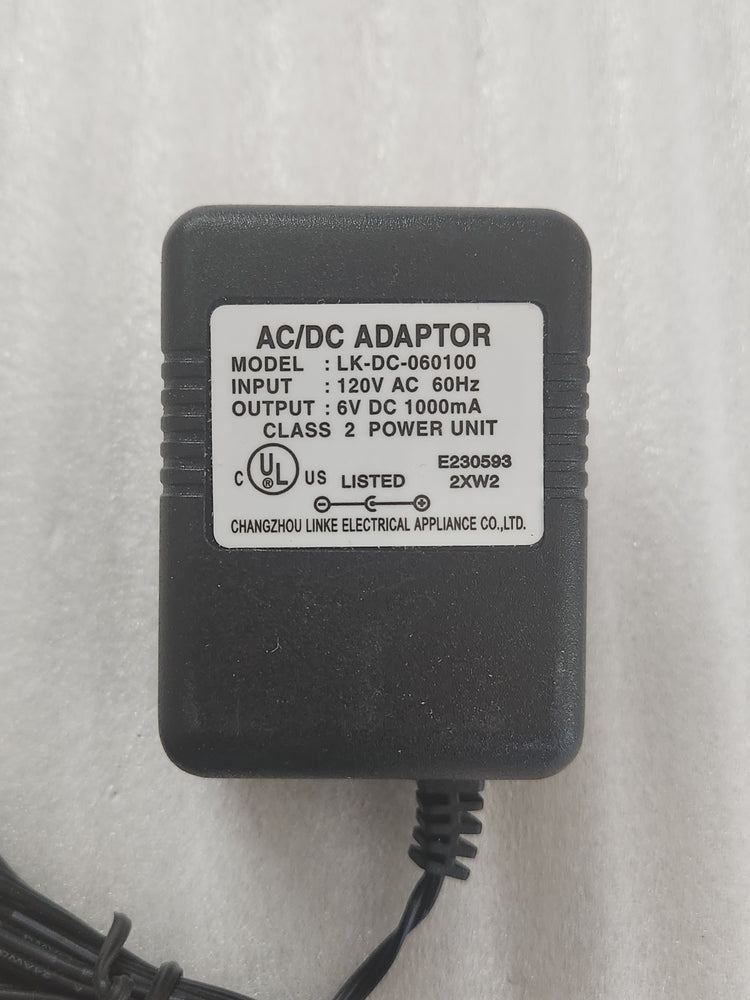 AC/DC ADAPTOR
MODEL : LK-DC-060100
INPUT : 120V AC 60Hz
OUTPUT : 6V DC 1000mA
CLASS 2 POWER UNIT
C UL ® US LISTED E230593
2XW2
CHANGZHOU LINKE ELECTRICAL APPLIANCE CO.,LTD.